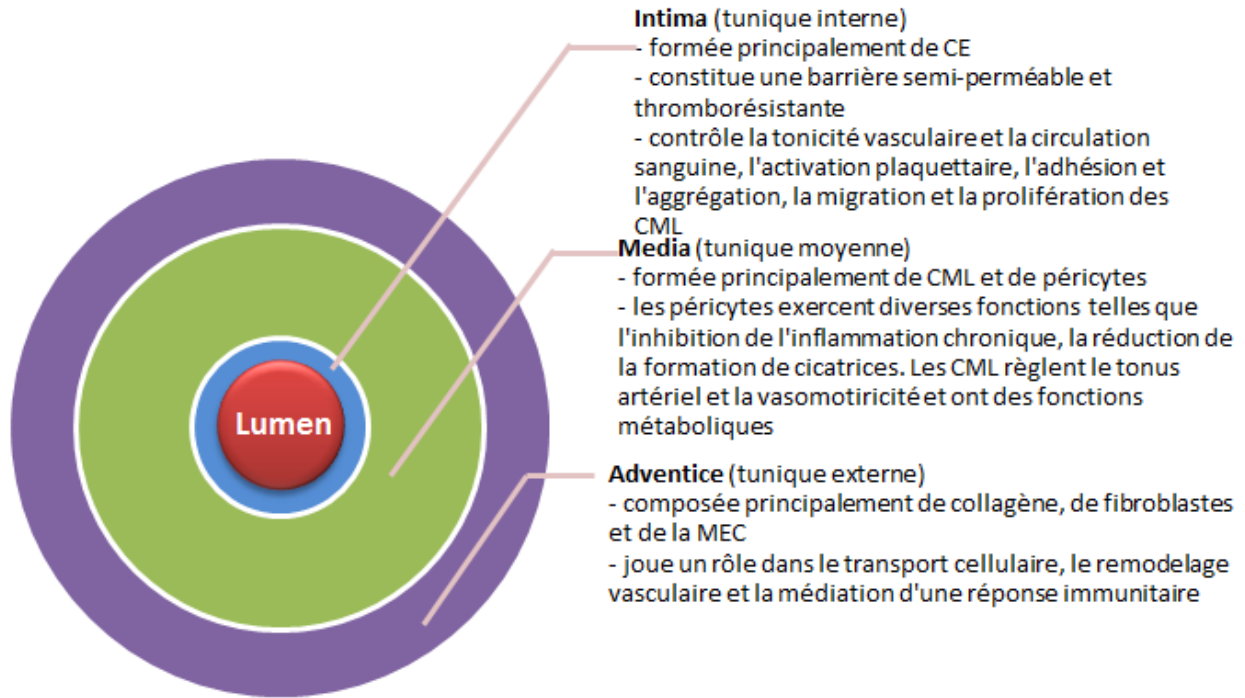 Intima (tunique interne)
- formée principalement de CE
- constitue une barrière semi-perméable et
thromborésistante
- contrôle la tonicité vasculaire et la circulation
sanguine, l'activation plaquettaire, l'adhésion et
l'aggrégation, la migration et la prolifération des
CML
Media (tunique moyenne)
- formée principalement de CML et de péricytes
- les péricytes exercent diverses fonctions telles que
l'inhibition de l'inflammation chronique, la réduction de
la formation de cicatrices. Les CML règlent le tonus
artériel et la vasomotiricité et ont des fonctions
métaboliques
Lumen
Adventice (tunique externe)
- composée principalement de collagène, de fibroblastes
et de la MEC
- joue un rôle dans le transport cellulaire, le remodelage
vasculaire et la médiation d'une réponse immunitaire